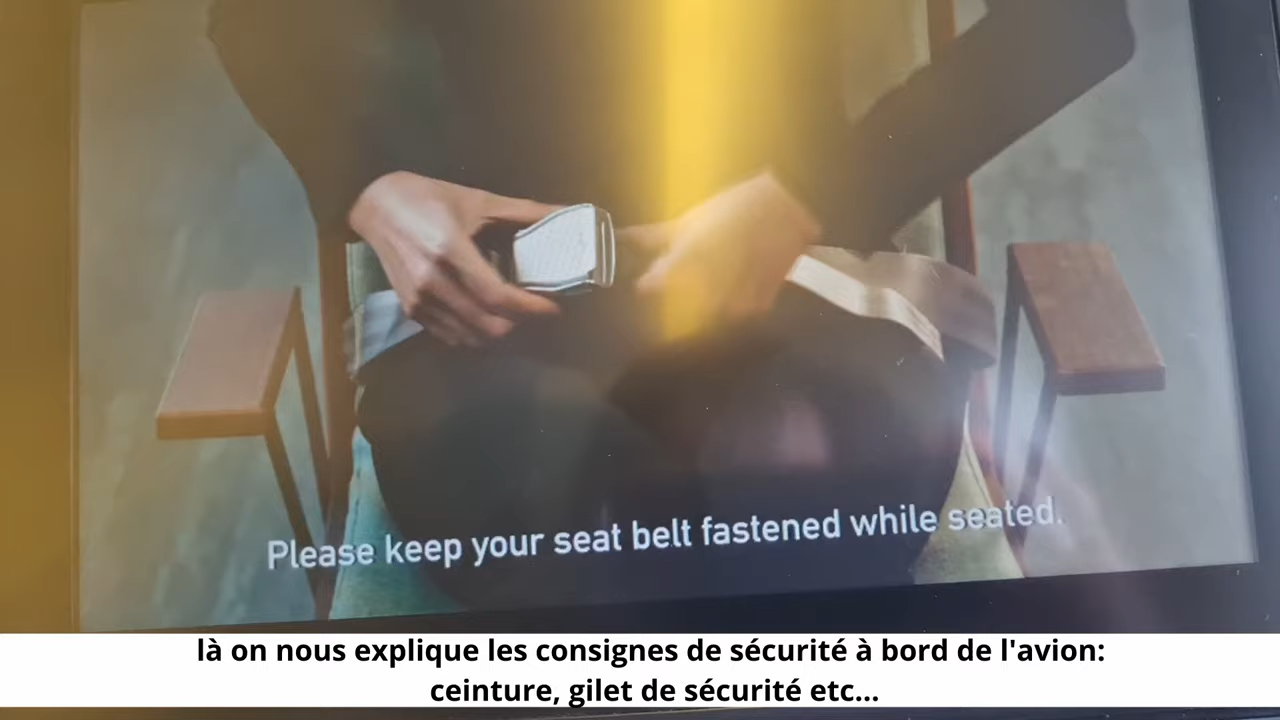 Please keep your seat belt fastened while seated.
là on nous explique les consignes de sécurité à bord de l'avion:
ceinture, gilet de sécurité etc...